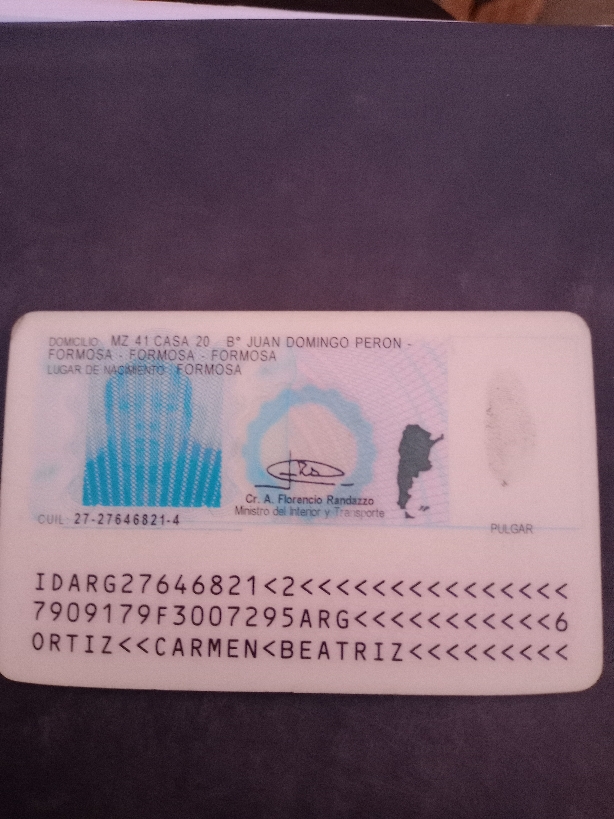 DOMICILIO: MZ 41 CASA 20 B° JUAN DOMINGO PERON -
FORMOSA - FORMOSA - FORMOSA
LUGAR DE NACIMIENTO: FORMOSA
Cr. A. Florencio Randazzo
Ministro del Interior y Transporte
CUIL: 27-27646821-4
PULGAR
IDARG27646821<2<<<<<<<<<<<<<<<
7909179F3007295ARG<<<<<<<<<<<6
ORTIZ<<CARMEN<BEATRIZ<<<<<<<<<